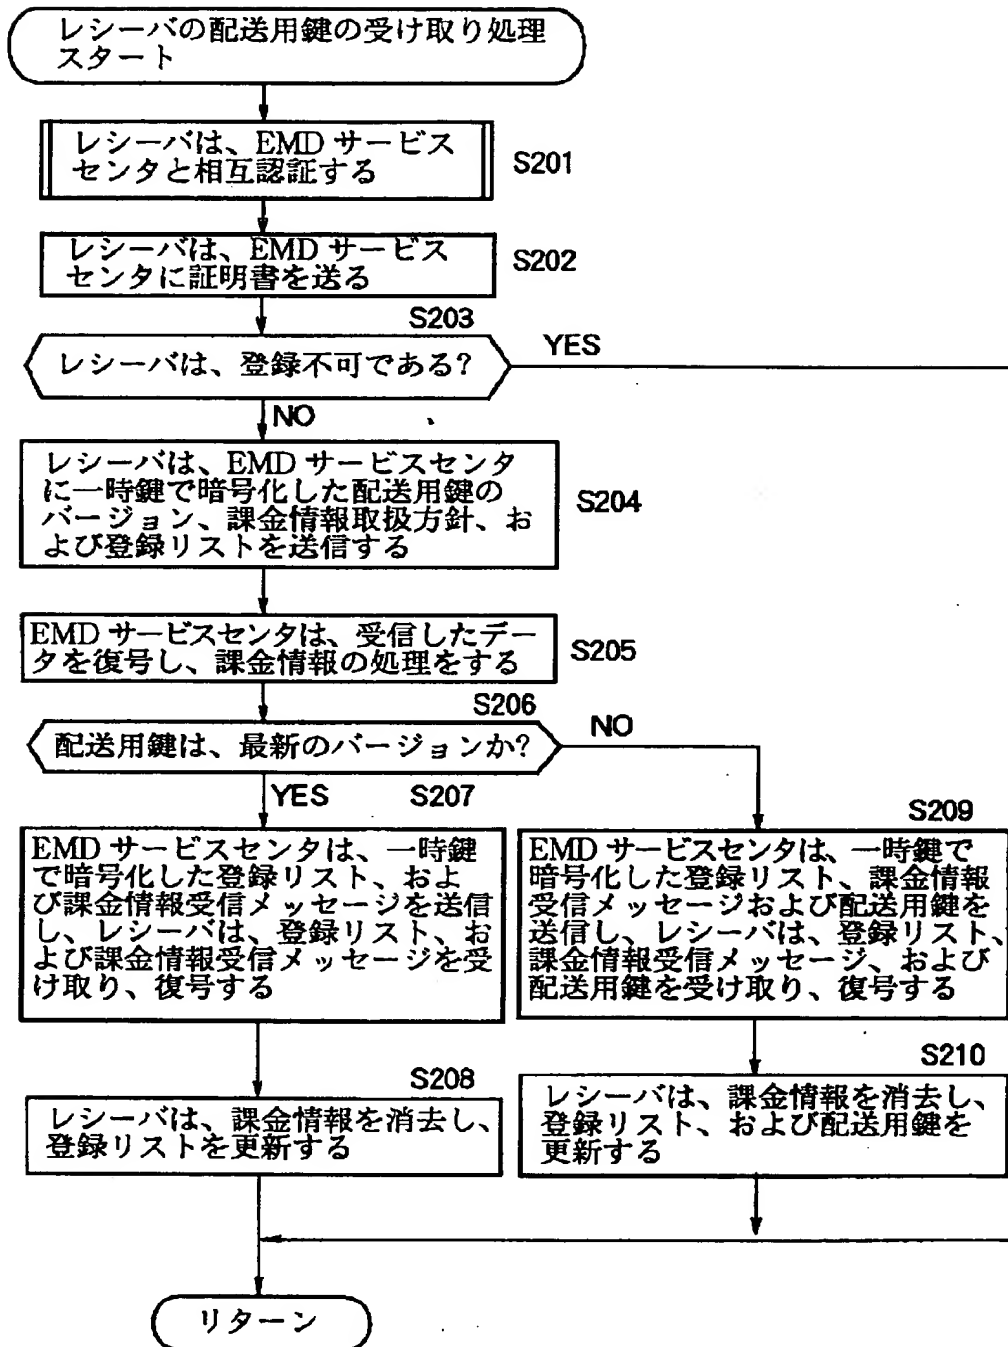 レシーバの配送用鍵の受け取り処理
スタート
レシーバは、EMD サービス
センタと相互認証する
S201
レシーバは、EMD サービス
センタに証明書を送る
S202
S203
レシーバは、登録不可である?
YES
NO
レシーバは、EMD サービスセンタ
に一時鍵で暗号化した配送用鍵の
バージョン、課金情報取扱方針、お
よび登録リストを送信する
S204
EMD サービスセンタは、受信したデー
タを復号し、課金情報の処理をする
S205
S206
配送用鍵は、最新のバージョンか?
NO
YES
S207
EMD サービスセンタは、一時鍵
で暗号化した登録リスト、およ
び課金情報受信メッセージを送信
し、レシーバは、登録リスト、お
よび課金情報受信メッセージを受
け取り、復号する
S209
EMD サービスセンタは、一時鍵で
暗号化した登録リスト、課金情報
受信メッセージおよび配送用鍵を
送信し、レシーバは、登録リスト、
課金情報受信メッセージ、および
配送用鍵を受け取り、復号する
S208
レシーバは、課金情報を消去し、
登録リストを更新する
S210
レシーバは、課金情報を消去し、
登録リスト、および配送用鍵を
更新する
リターン